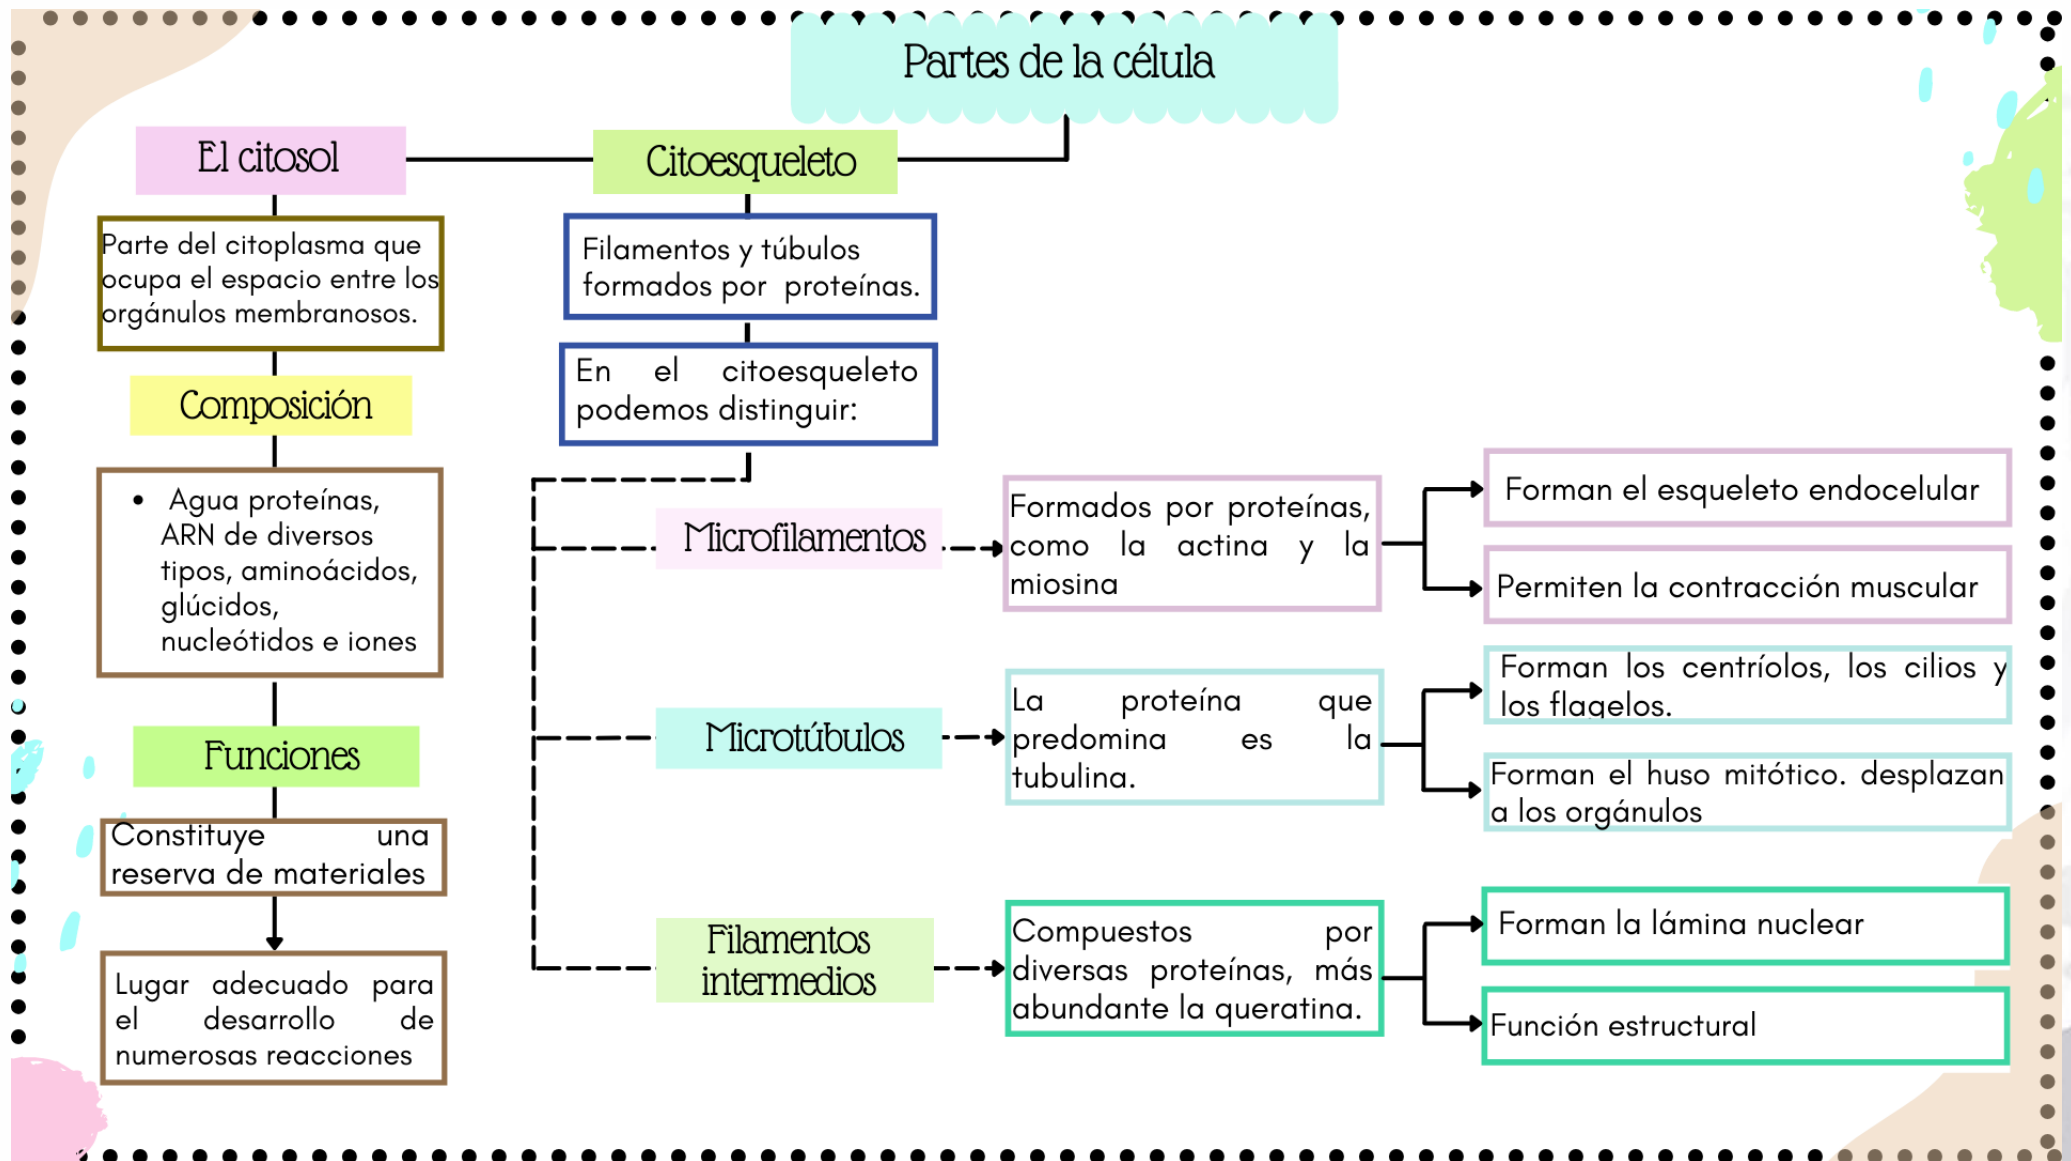 Partes de la célula
El citosol
Parte del citoplasma que
ocupa el espacio entre los
orgánulos membranosos.
Composición
• Agua proteínas,
ARN de diversos
tipos, aminoácidos,
glúcidos,
nucleótidos e iones
Funciones
Constituye una
reserva de materiales
Lugar adecuado para
el desarrollo de
numerosas reacciones
Citoesqueleto
Filamentos y túbulos
formados por proteínas.
En el citoesqueleto
podemos distinguir:
Microfilamentos
Formados por proteínas,
como la actina y la
miosina
Forman el esqueleto endocelular
Permiten la contracción muscular
Microtúbulos
La proteína que
predomina es la
tubulina.
Forman los centríolos, los cilios y
los flagelos.
Forman el huso mitótico. desplazan
a los orgánulos
Filamentos
intermedios
Compuestos por
diversas proteínas, más
abundante la queratina.
Forman la lámina nuclear
Función estructural